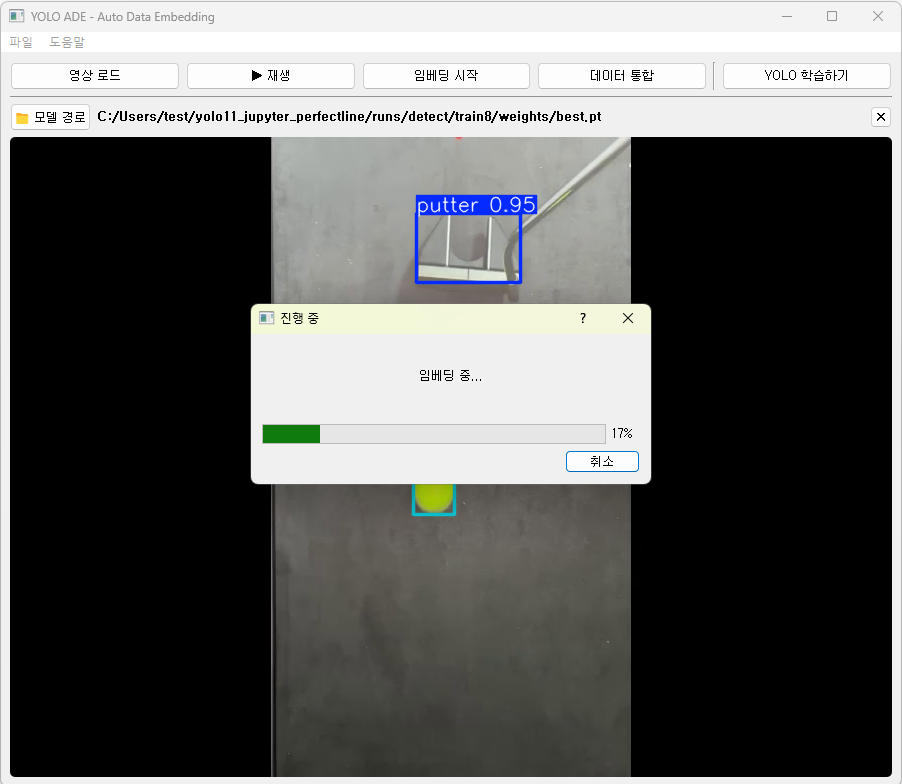 YOLO ADE - Auto Data Embedding
파일 도움말
영상 로드 ▶ 재생 임베딩 시작 데이터 통합 YOLO 학습하기
모델 경로 C:/Users/test/yolo11_jupyter_perfectline/runs/detect/train8/weights/best.pt
putter 0.95
진행 중 ?
임베딩 중...
17%
취소